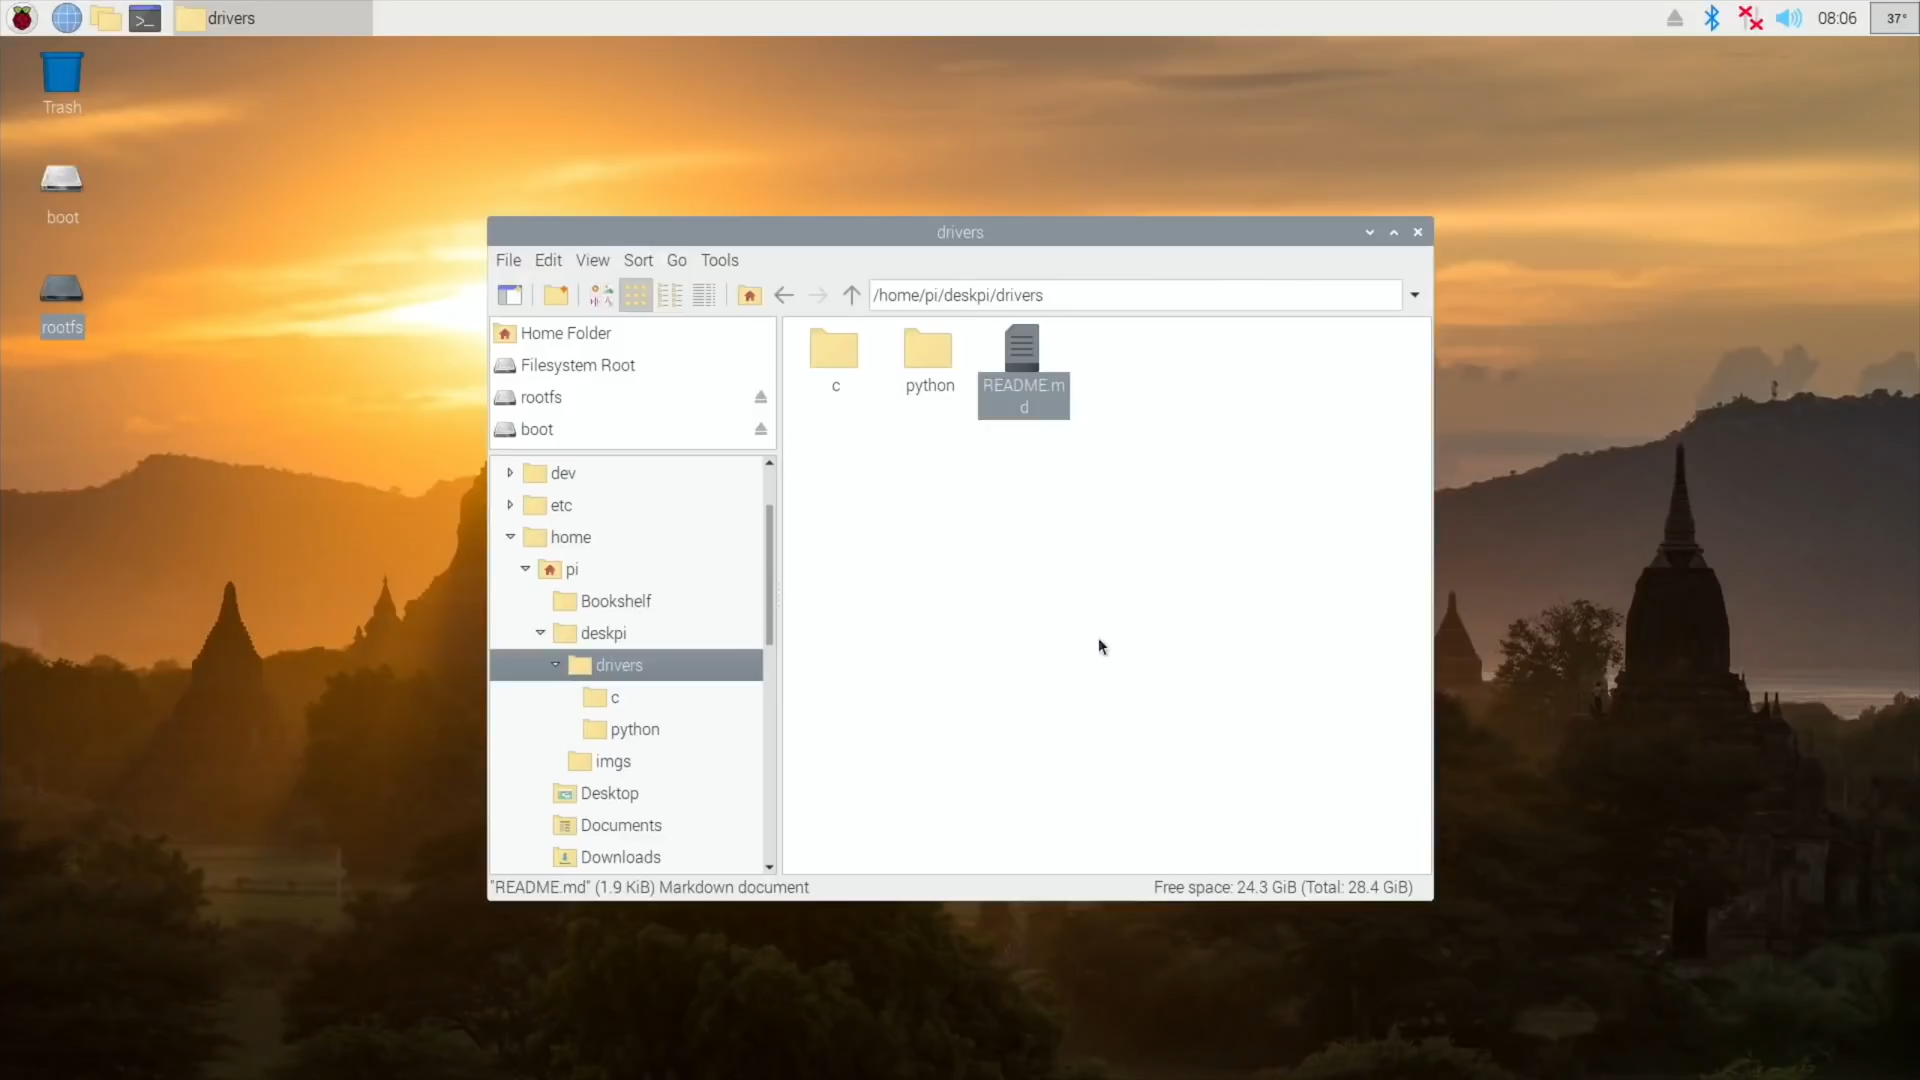 drivers
08:06
37°
Trash
boot
rootfs
drivers
File Edit View Sort Go Tools
/home/pi/deskpi/drivers
Home Folder
Filesystem Root
rootfs
boot
dev
etc
home
pi
Bookshelf
deskpi
drivers
c
python
imgs
Desktop
Documents
Downloads
c
python
README.m
d
"README.md" (1.9 KiB) Markdown document
Free space: 24.3 GiB (Total: 28.4 GiB)